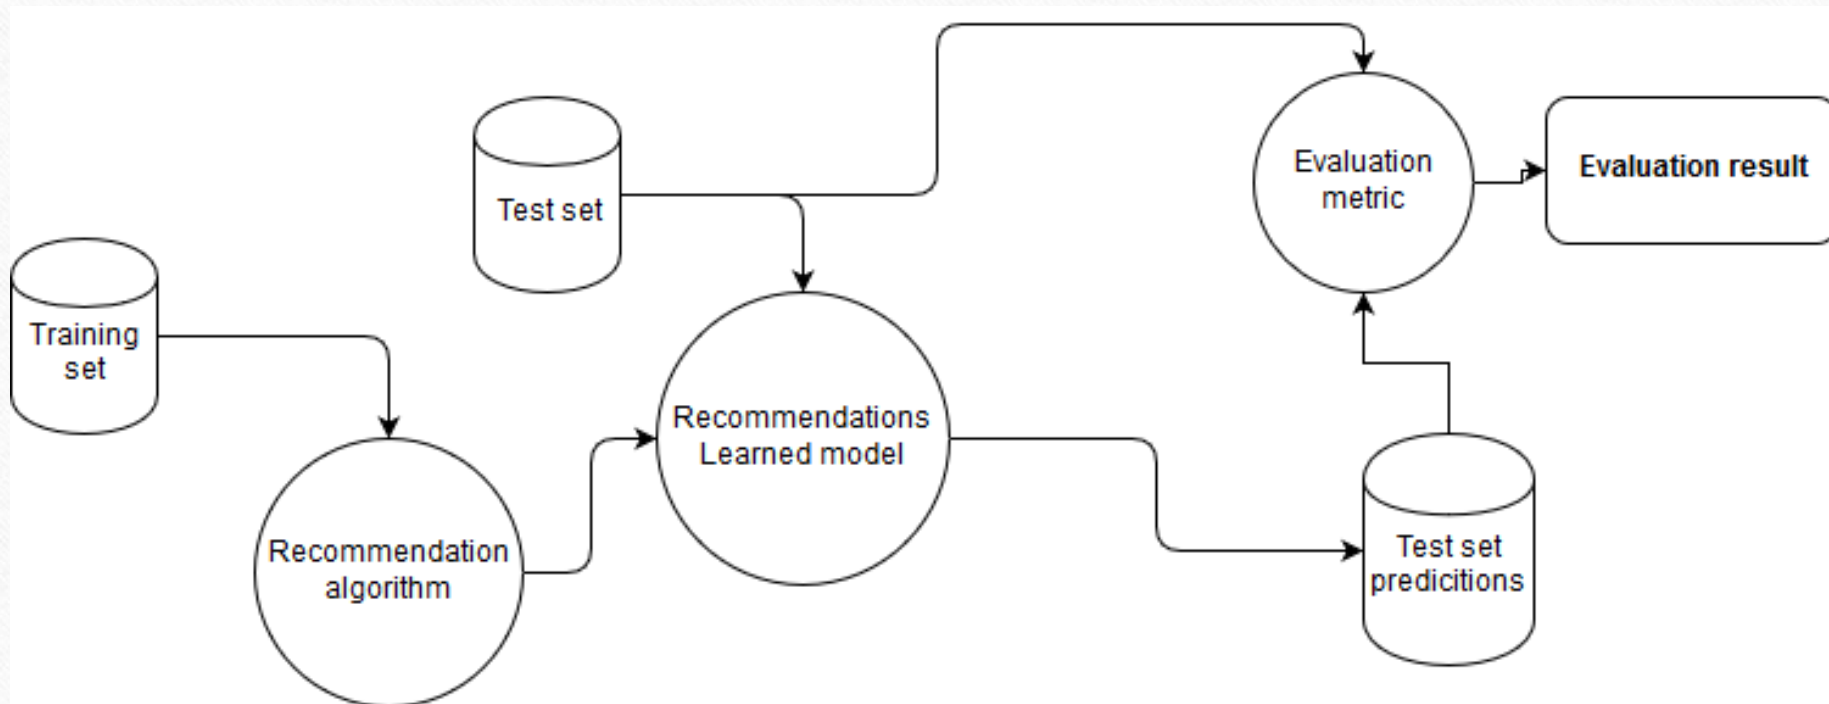 Test set
Evaluation
metric
Evaluation result
Training
set
Recommendations
Learned model
Recommendation
algorithm
Test set
predicitions